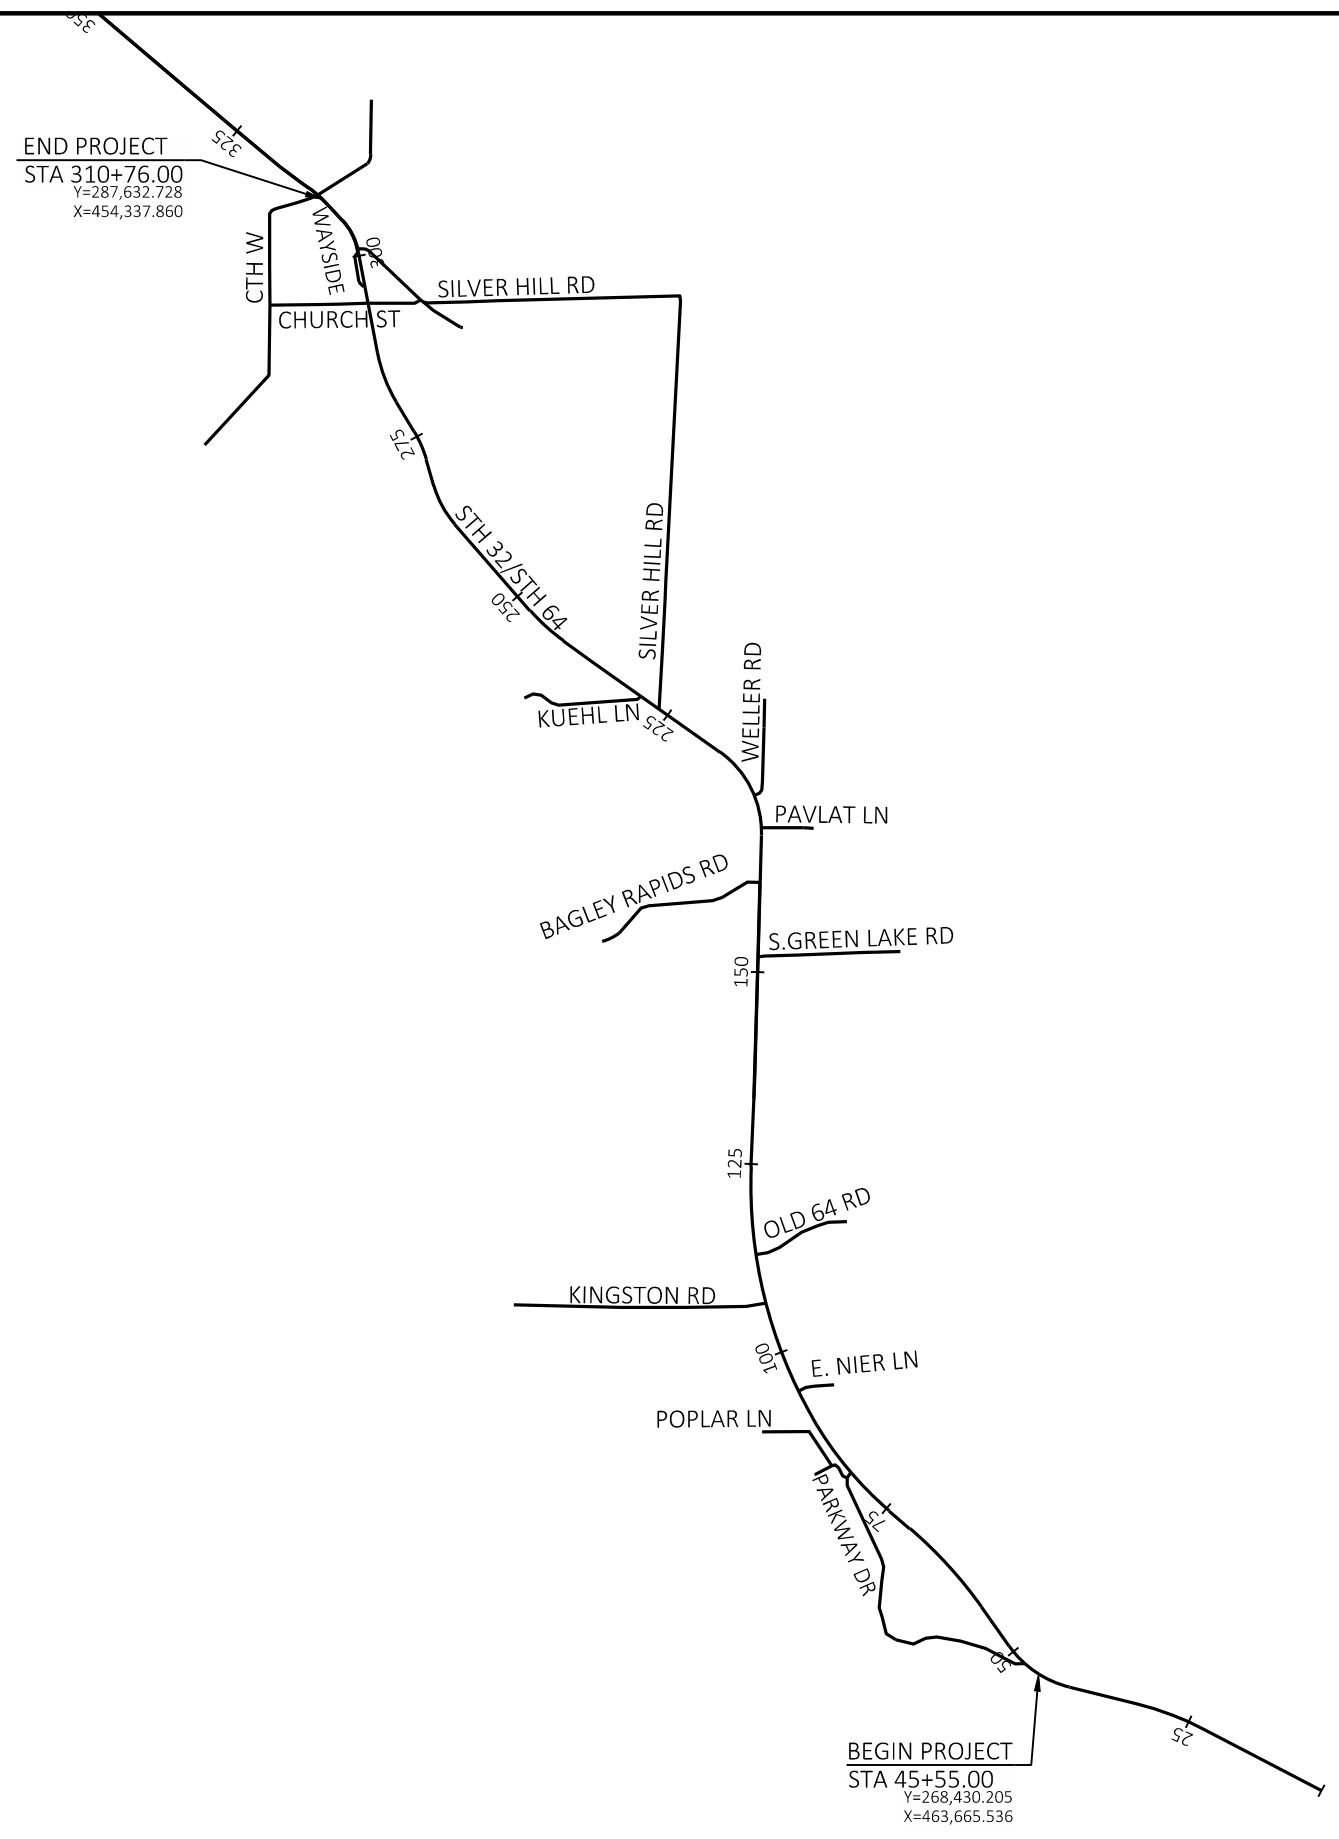 350
325
END PROJECT
STA 310+76.00
Y=287,632.728
X=454,337.860
WAYSIDE
300
CTH W
SILVER HILL RD
CHURCH ST
275
STH 32/STH 64
250
SILVER HILL RD
WELLER RD
KUEHL LN
225
PAVLAT LN
BAGLEY RAPIDS RD
S.GREEN LAKE RD
150
125
OLD 64 RD
KINGSTON RD
100
E. NIER LN
POPLAR LN
PARKWAY DR
75
50
25
BEGIN PROJECT
STA 45+55.00
Y=268,430.205
X=463,665.536